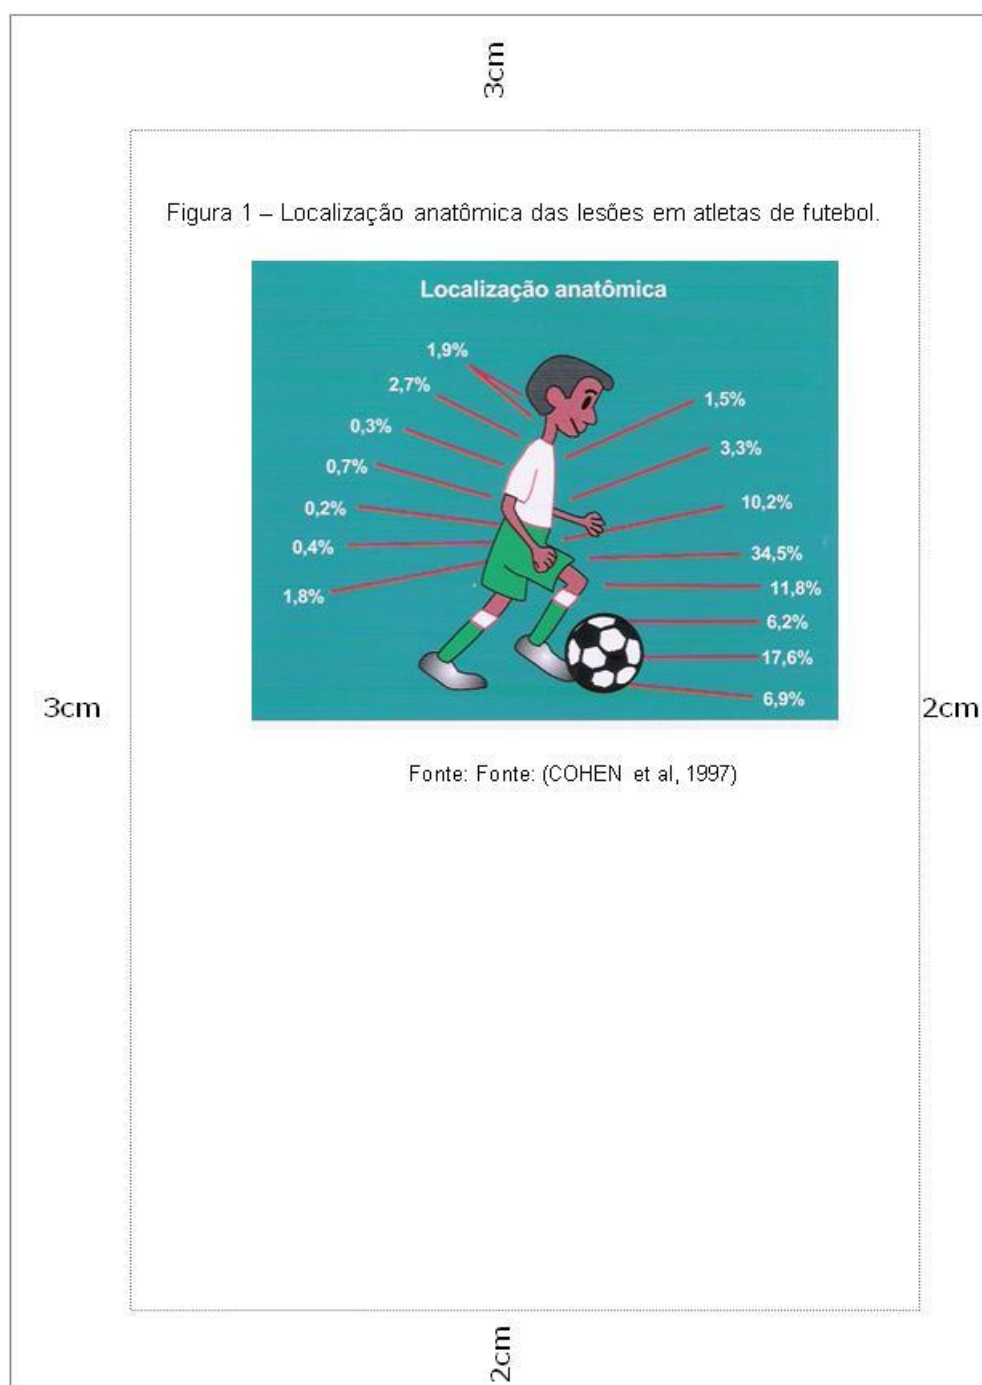 3cm
Figura 1 – Localização anatômica das lesões em atletas de futebol.
Localização anatômica
1,9%
2,7%
0,3%
0,7%
0,2%
0,4%
1,8%
1,5%
3,3%
10,2%
34,5%
11,8%
6,2%
17,6%
6,9%
3cm
2cm
Fonte: Fonte: (COHEN et al, 1997)
2cm